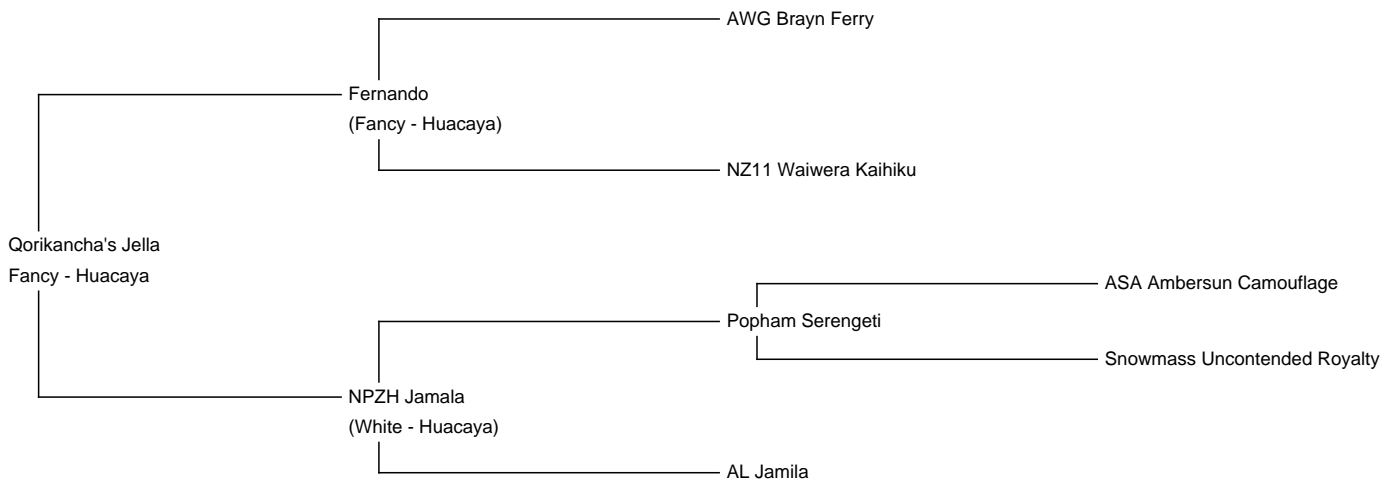 AWG Brayn Ferry
Fernando
(Fancy - Huacaya)
NZ11 Waiwera Kaihiku
Qorikancha's Jella
Fancy - Huacaya
ASA Ambersun Camouflage
Popham Serengeti
Snowmass Uncontended Royalty
NPZH Jamala
(White - Huacaya)
AL Jamila